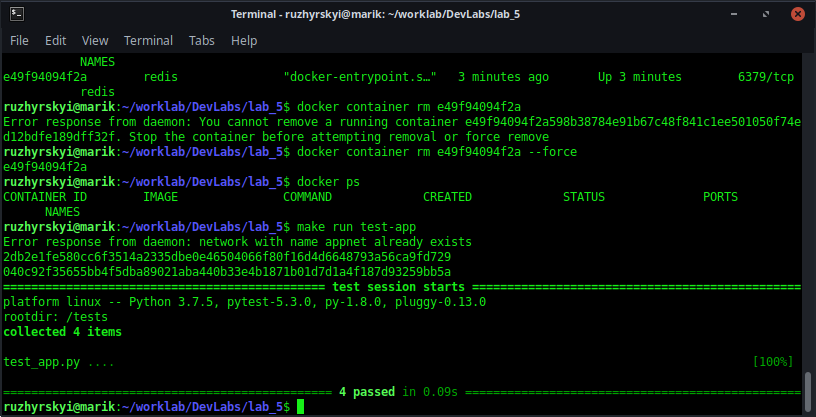 Terminal - ruzhyrskyi@marik: ~/worklab/DevLabs/lab_5
File Edit View Terminal Tabs Help
NAMES
e49f94094f2a redis "docker-entrypoint.s…" 3 minutes ago Up 3 minutes 6379/tcp
redis
ruzhyrskyi@marik:~/worklab/DevLabs/lab_5$ docker container rm e49f94094f2a
Error response from daemon: You cannot remove a running container e49f94094f2a598b38784e91b67c48f841c1ee501050f74e
d12bdfe189dff32f. Stop the container before attempting removal or force remove
ruzhyrskyi@marik:~/worklab/DevLabs/lab_5$ docker container rm e49f94094f2a --force
e49f94094f2a
ruzhyrskyi@marik:~/worklab/DevLabs/lab_5$ docker ps
CONTAINER ID IMAGE COMMAND CREATED STATUS PORTS
NAMES
ruzhyrskyi@marik:~/worklab/DevLabs/lab_5$ make run test-app
Error response from daemon: network with name appnet already exists
2db2e1fe580cc6f3514a2335dbe0e46504066f80f16d4d6648793a56ca9fd729
040c92f35655bb4f5dba89021aba440b33e4b1871b01d7d1a4f187d93259bb5a
============================================== test session starts ===============================================
platform linux -- Python 3.7.5, pytest-5.3.0, py-1.8.0, pluggy-0.13.0
rootdir: /tests
collected 4 items
test_app.py .... [100%]
=============================================== 4 passed in 0.09s ================================================
ruzhyrskyi@marik:~/worklab/DevLabs/lab_5$